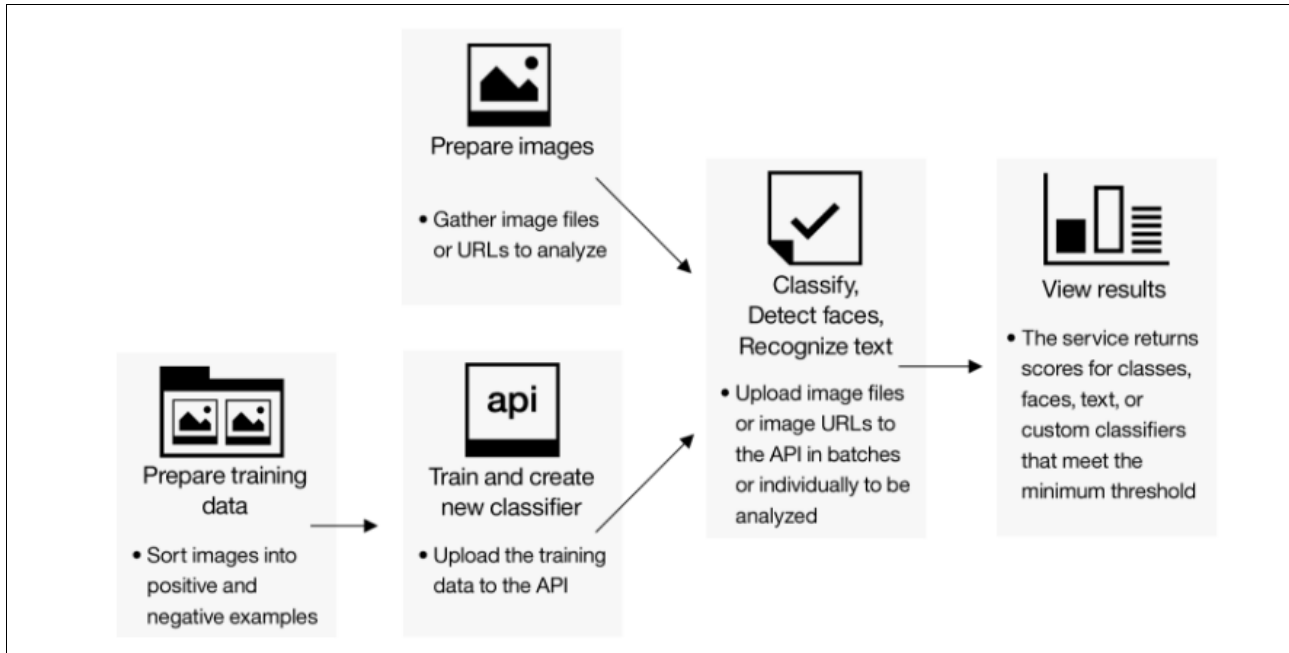 Prepare images
• Gather image files
or URLs to analyze
Prepare training
data
• Sort images into
positive and
negative examples
api
Train and create
new classifier
• Upload the training
data to the API
Classify,
Detect faces,
Recognize text
• Upload image files
or image URLs to
the API in batches
or individually to be
analyzed
View results
• The service returns
scores for classes,
faces, text, or
custom classifiers
that meet the
minimum threshold